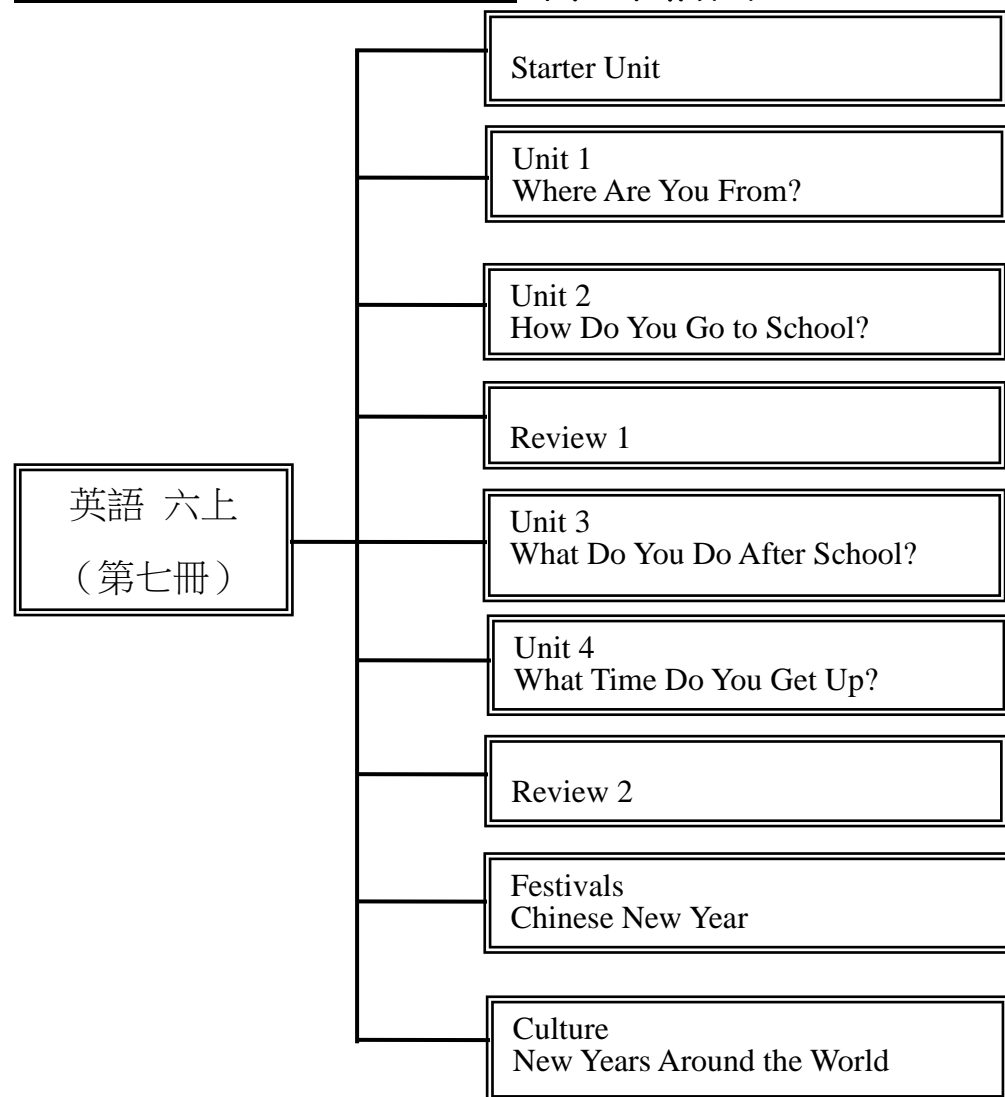 Starter Unit
Unit 1
Where Are You From?
Unit 2
How Do You Go to School?
Review 1
英語 六上
（第七冊）
Unit 3
What Do You Do After School?
Unit 4
What Time Do You Get Up?
Review 2
Festivals
Chinese New Year
Culture
New Years Around the World